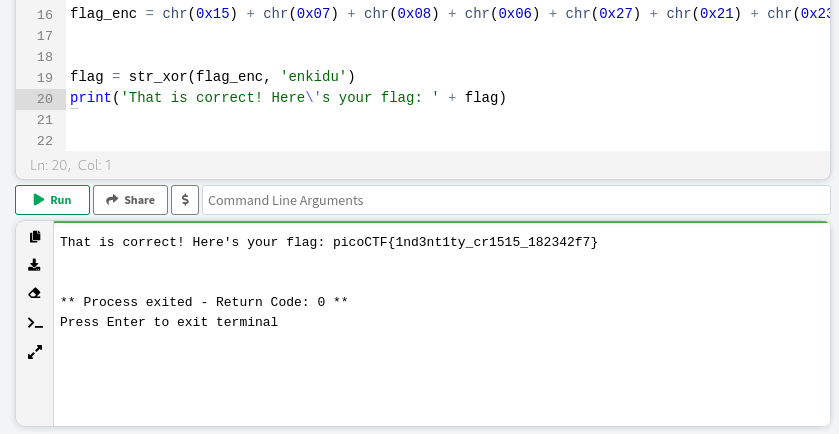 16 flag_enc = chr(0x15) + chr(0x07) + chr(0x08) + chr(0x06) + chr(0x27) + chr(0x21) + chr(0x23
17
18
19 flag = str_xor(flag_enc, 'enkidu')
20 print('That is correct! Here\'s your flag: ' + flag)
21
22
Ln: 20, Col: 1
Run Share $ Command Line Arguments
That is correct! Here's your flag: picoCTF{1nd3nt1ty_cr1515_182342f7}
** Process exited - Return Code: 0 **
Press Enter to exit terminal